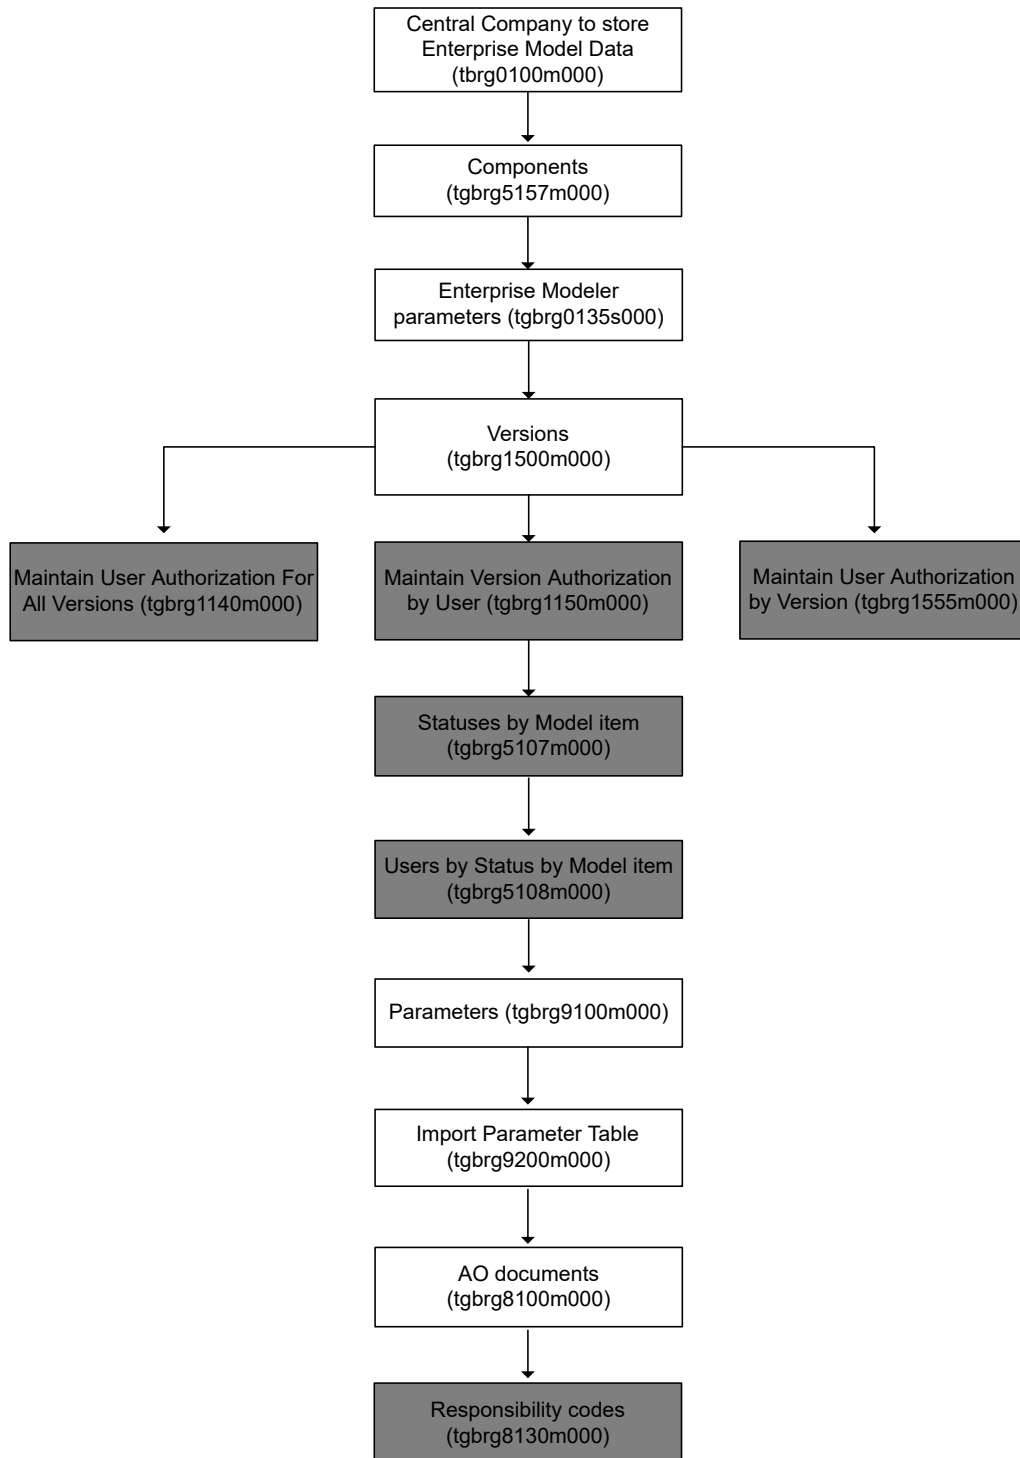 Central Company to store
Enterprise Model Data
(tbrg0100m000)
Components
(tgbrg5157m000)
Enterprise Modeler
parameters (tgbrg0135s000)
Versions
(tgbrg1500m000)
Maintain User Authorization For
All Versions (tgbrg1140m000)
Maintain Version Authorization
by User (tgbrg1150m000)
Maintain User Authorization
by Version (tgbrg1555m000)
Statuses by Model item
(tgbrg5107m000)
Users by Status by Model item
(tgbrg5108m000)
Parameters (tgbrg9100m000)
Import Parameter Table
(tgbrg9200m000)
AO documents
(tgbrg8100m000)
Responsibility codes
(tgbrg8130m000)